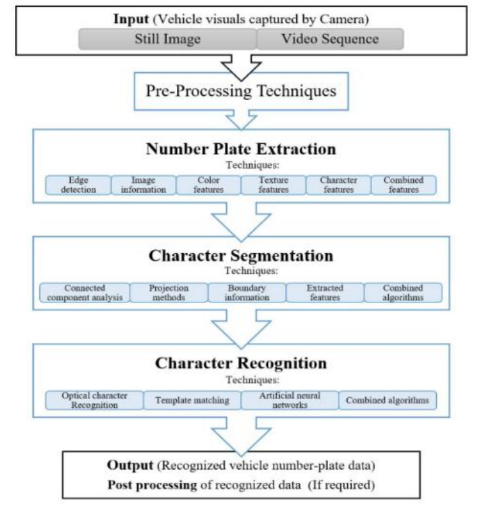 Input (Vehicle visuals captured by Camera)
Still Image
Video Sequence
Pre-Processing Techniques
Number Plate Extraction
Techniques:
Edge
detection
Image
information
Color
features
Texture
features
Character
features
Combined
features
Character Segmentation
Techniques:
Connected
component analysis
Projection
methods
Boundary
information
Extracted
features
Combined
algorithms
Character Recognition
Techniques:
Optical character
Recognition
Template matching
Artificial neural
networks
Combined algorithms
Output (Recognized vehicle number-plate data)
Post processing of recognized data (If required)